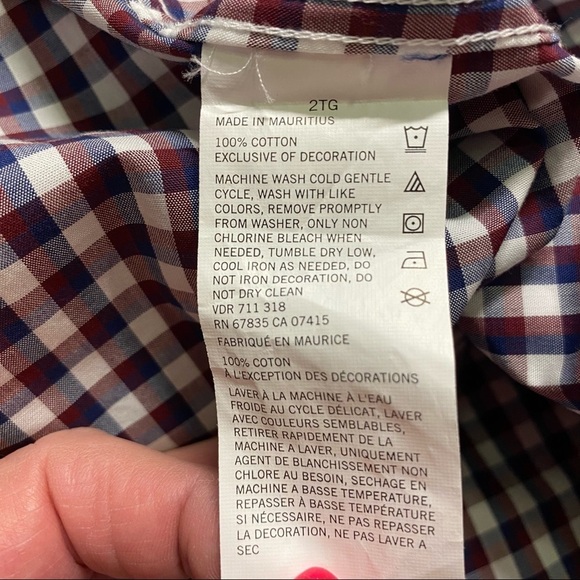 2TG
MADE IN MAURITIUS
100% COTTON
EXCLUSIVE OF DECORATION
MACHINE WASH COLD GENTLE
CYCLE, WASH WITH LIKE
COLORS, REMOVE PROMPTLY
FROM WASHER, ONLY NON
CHLORINE BLEACH WHEN
NEEDED, TUMBLE DRY LOW,
COOL IRON AS NEEDED, DO
NOT IRON DECORATION, DO
NOT DRY CLEAN
VDR 711 318
RN 67835 CA 07415
FABRIQUÉ EN MAURICE
100% COTON
A L'EXCEPTION DES DÉCORATIONS
LAVER À LA MACHINE À L'EAU
FROIDE AU CYCLE DÉLICAT, LAVER
AVEC COULEURS SEMBLABLES,
RETIRER RAPIDEMENT DE LA
MACHINE A LAVER, UNIQUEMENT
AGENT DE BLANCHISSEMENT NON
CHLORE AU BESOIN, SECHAGE EN
MACHINE A BASSE TEMPERATURE,
REPASSER À BASSE TEMPÉRATURE
SI NÉCESSAIRE, NE PAS REPASSER
LA DECORATION, NE PAS LAVER A
SEC